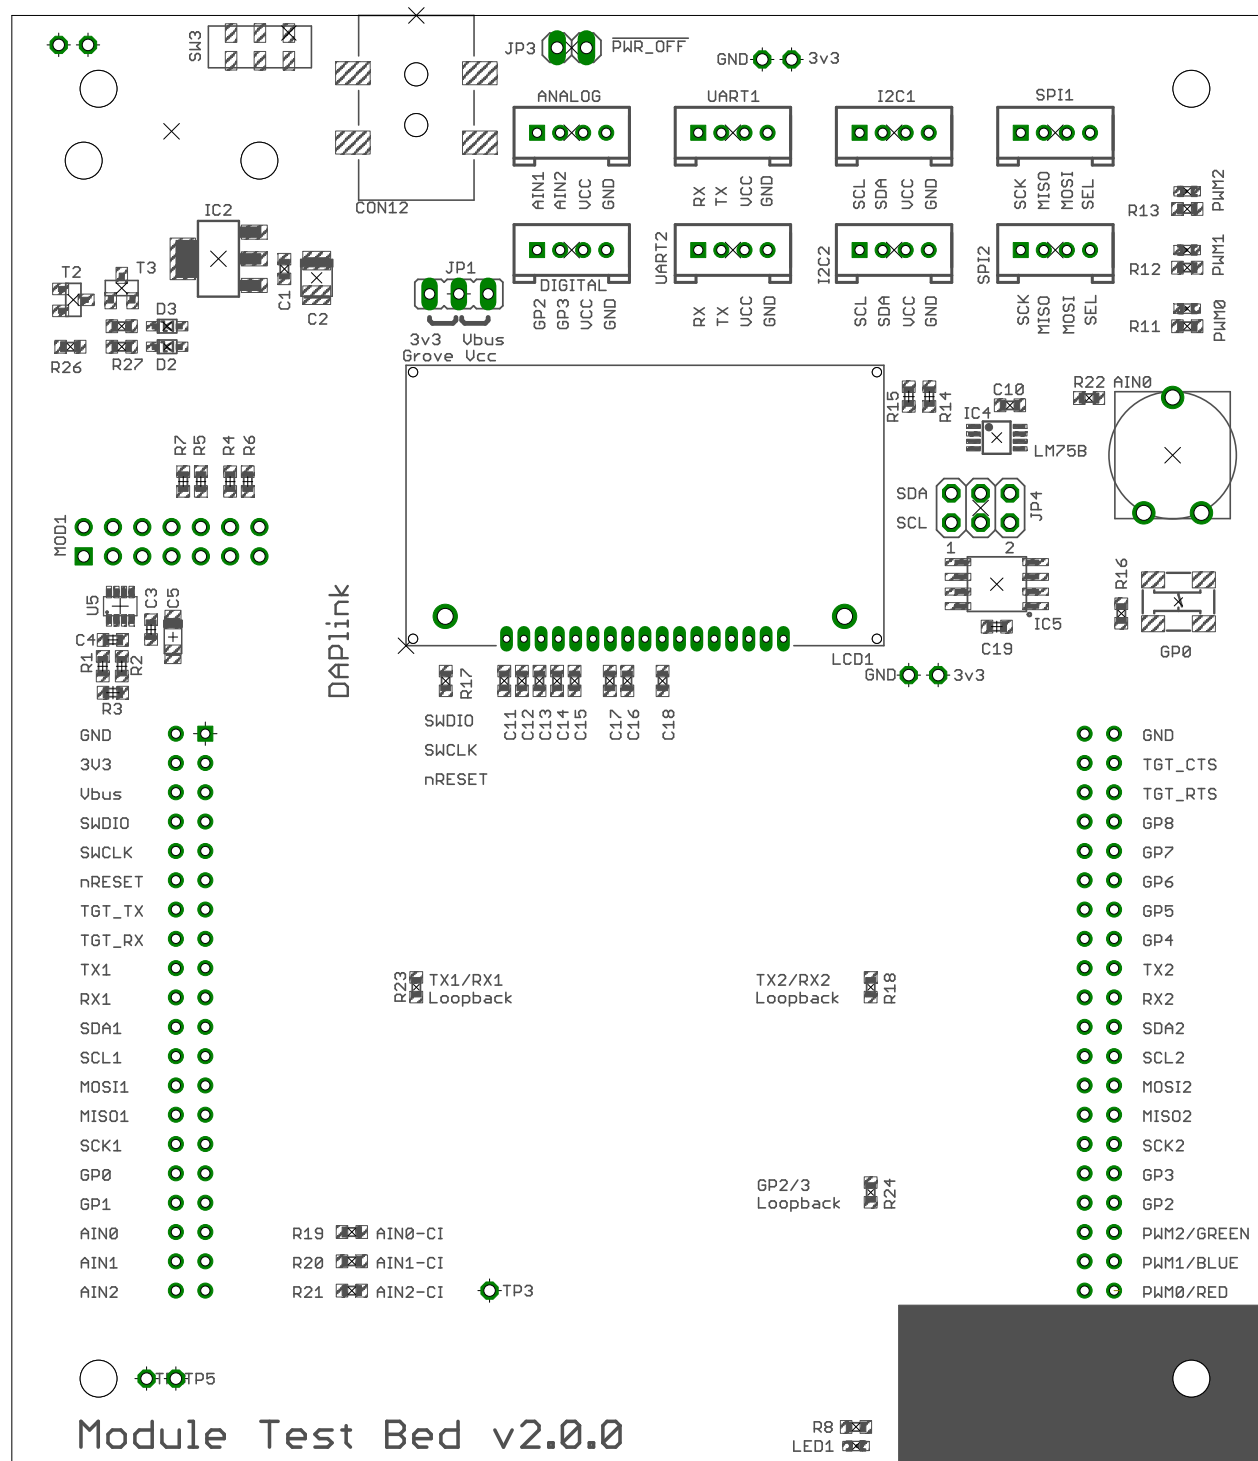 SW3
JP3
PWR_OFF
GND
3v3
ANALOG
UART1
I2C1
SPI1
AIN1
AIN2
VCC
GND
RX
TX
VCC
GND
SCL
SDA
VCC
GND
SCK
MISO
MOSI
SEL
PWM2
R13
CON12
IC2
UART2
I2C2
SPI2
PWM1
R12
T2
T3
C1
C2
JP1
DIGITAL
GP2
GP3
VCC
GND
RX
TX
VCC
GND
SCL
SDA
VCC
GND
SCK
MISO
MOSI
SEL
PWM0
R11
D3
3v3
Vbus
Grove Vcc
R26
R27
D2
R15
R14
C10
R22
AIN0
IC4
LM75B
R7
R5
R4
R6
SDA
SCL
JP4
1
2
MOD1
U5
C3
C5
C4
R1
R2
R3
DAPlink
R16
IC5
C19
GP0
LCD1
R17
GND
3v3
C11
C12
C13
C14
C15
C17
C16
C18
SWDIO
SWCLK
nRESET
GND
3V3
Vbus
SWDIO
SWCLK
nRESET
TGT_TX
TGT_RX
TX1
RX1
SDA1
SCL1
MOSI1
MISO1
SCK1
GP0
GP1
AIN0
AIN1
AIN2
GND
TGT_CTS
TGT_RTS
GP8
GP7
GP6
GP5
GP4
TX2
RX2
SDA2
SCL2
MOSI2
MISO2
SCK2
GP3
GP2
PWM2/GREEN
PWM1/BLUE
PWM0/RED
R23
TX1/RX1
Loopback
TX2/RX2
Loopback
R18
GP2/3
Loopback
R24
R19
AIN0-CI
R20
AIN1-CI
R21
AIN2-CI
TP3
TP5
Module Test Bed v2.0.0
R8
LED1